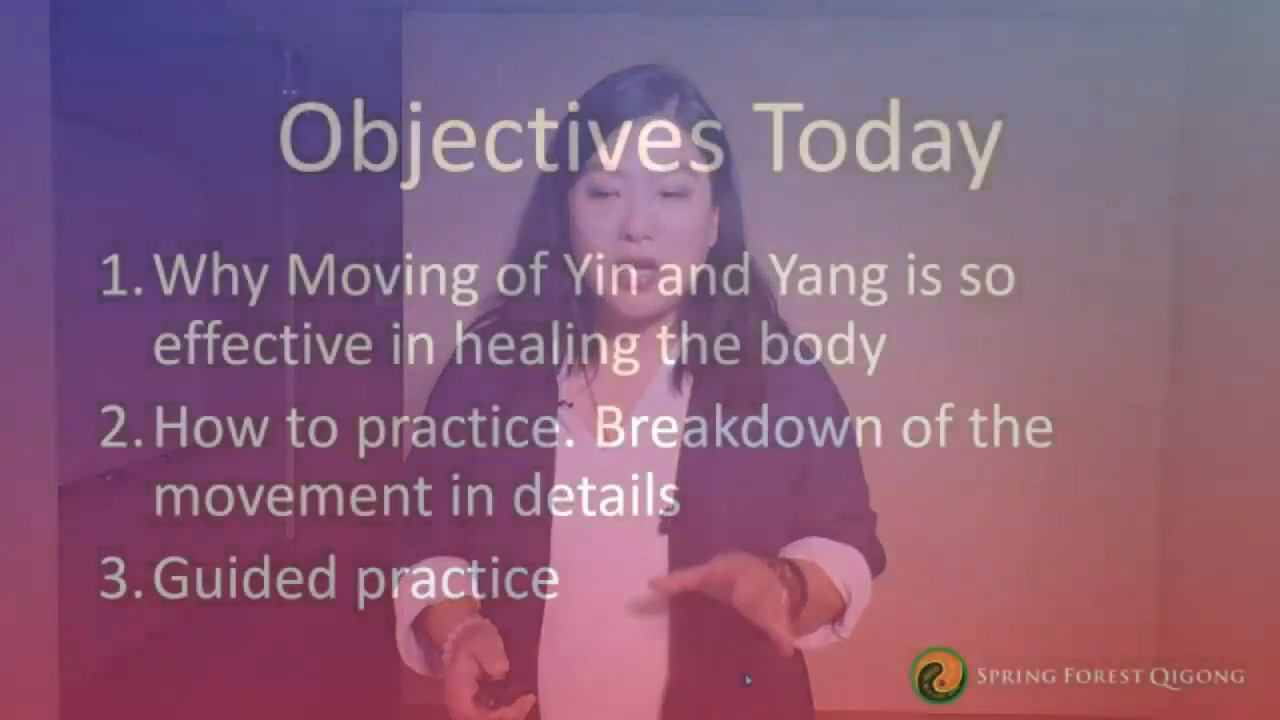 Objectives Today
1. Why Moving of Yin and Yang is so
effective in healing the body
2. How to practice. Breakdown of the
movement in details
3. Guided practice
SPRING FOREST QIGONG